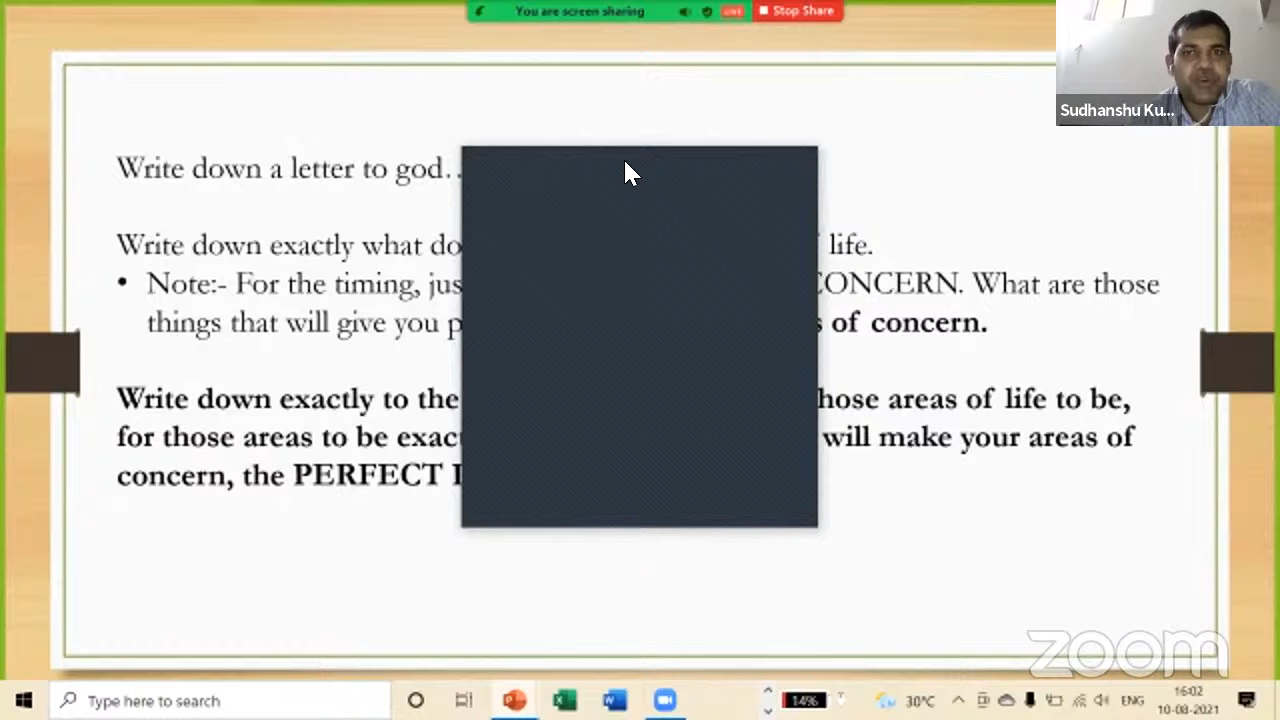 You are screen sharing
LIVE
Stop Share
Sudhanshu Ku...
Write down a letter to god..
Write down exactly what do life.
• Note:- For the timing, jus CONCERN. What are those
things that will give you p s of concern.
Write down exactly to the hose areas of life to be,
for those areas to be exac will make your areas of
concern, the PERFECT
zoom
Type here to search
14%
30°C
ENG
16:02
10-08-2021